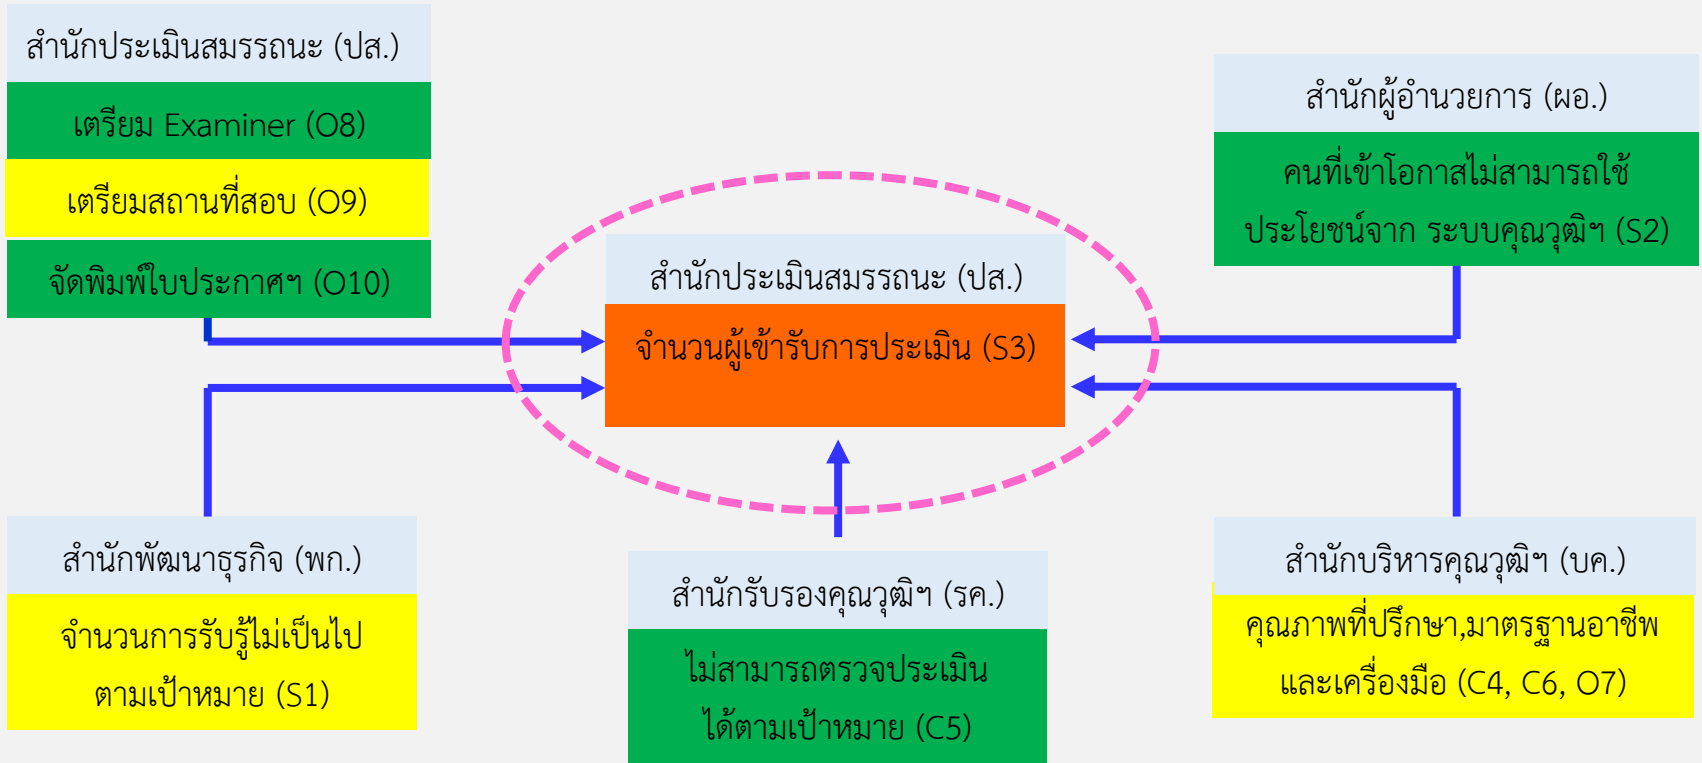 สำนักประเมินสมรรถนะ (ปส.)
เตรียม Examiner (O8)
เตรียมสถานที่สอบ (O9)
จัดพิมพ์ใบประกาศฯ (O10)
สำนักผู้อำนวยการ (ผอ.)
คนที่เข้าโอกาสไม่สามารถใช้
ประโยชน์จาก ระบบคุณวุฒิฯ (S2)
สำนักประเมินสมรรถนะ (ปส.)
จำนวนผู้เข้ารับการประเมิน (S3)
สำนักพัฒนาธุรกิจ (พก.)
จำนวนการรับรู้ไม่เป็นไป
ตามเป้าหมาย (S1)
สำนักรับรองคุณวุฒิฯ (รค.)
ไม่สามารถตรวจประเมิน
ได้ตามเป้าหมาย (C5)
สำนักบริหารคุณวุฒิฯ (บค.)
คุณภาพที่ปรึกษา,มาตรฐานอาชีพ
และเครื่องมือ (C4, C6, O7)